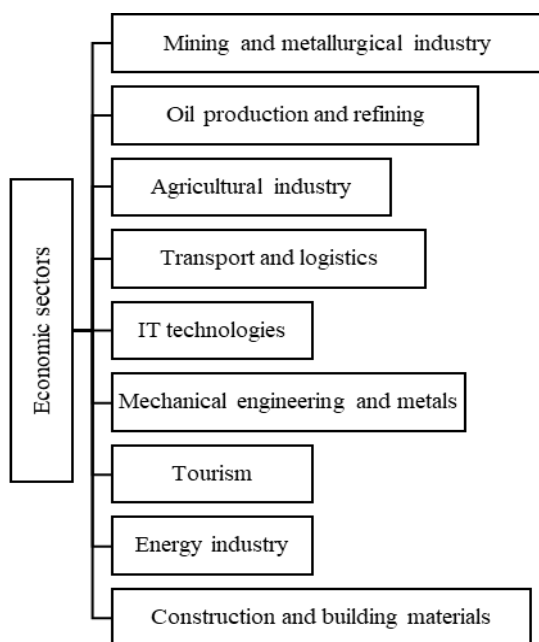 Mining and metallurgical industry
Oil production and refining
Agricultural industry
Transport and logistics
Economic sectors
IT technologies
Mechanical engineering and metals
Tourism
Energy industry
Construction and building materials